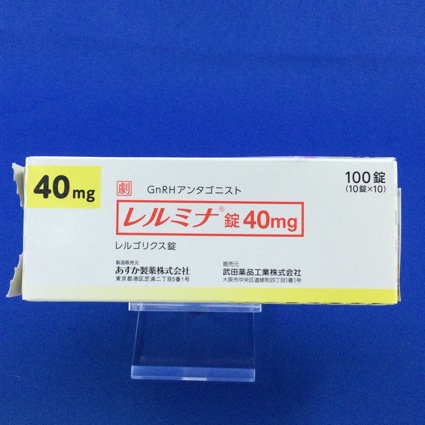 40mg
劇 GnRHアンタゴニスト
100錠
(10錠×10)
レルミナ®錠40mg
レルゴリクス錠
製造販売元
あすか製薬株式会社
東京都港区芝浦二丁目5番1号
販売元
武田薬品工業株式会社
大阪市中央区道修町四丁目1番1号